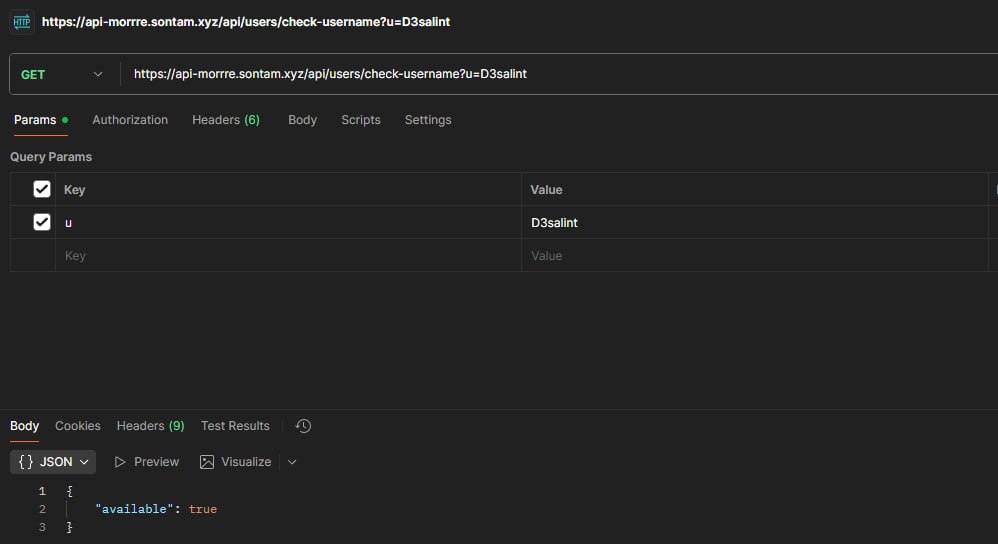 HTTP https://api-morrre.sontam.xyz/api/users/check-username?u=D3salint
GET https://api-morrre.sontam.xyz/api/users/check-username?u=D3salint
Params Authorization Headers (6) Body Scripts Settings
Query Params
Key Value
u D3salint
Key Value
Body Cookies Headers (9) Test Results
{} JSON Preview Visualize
1 {
2 "available": true
3 }